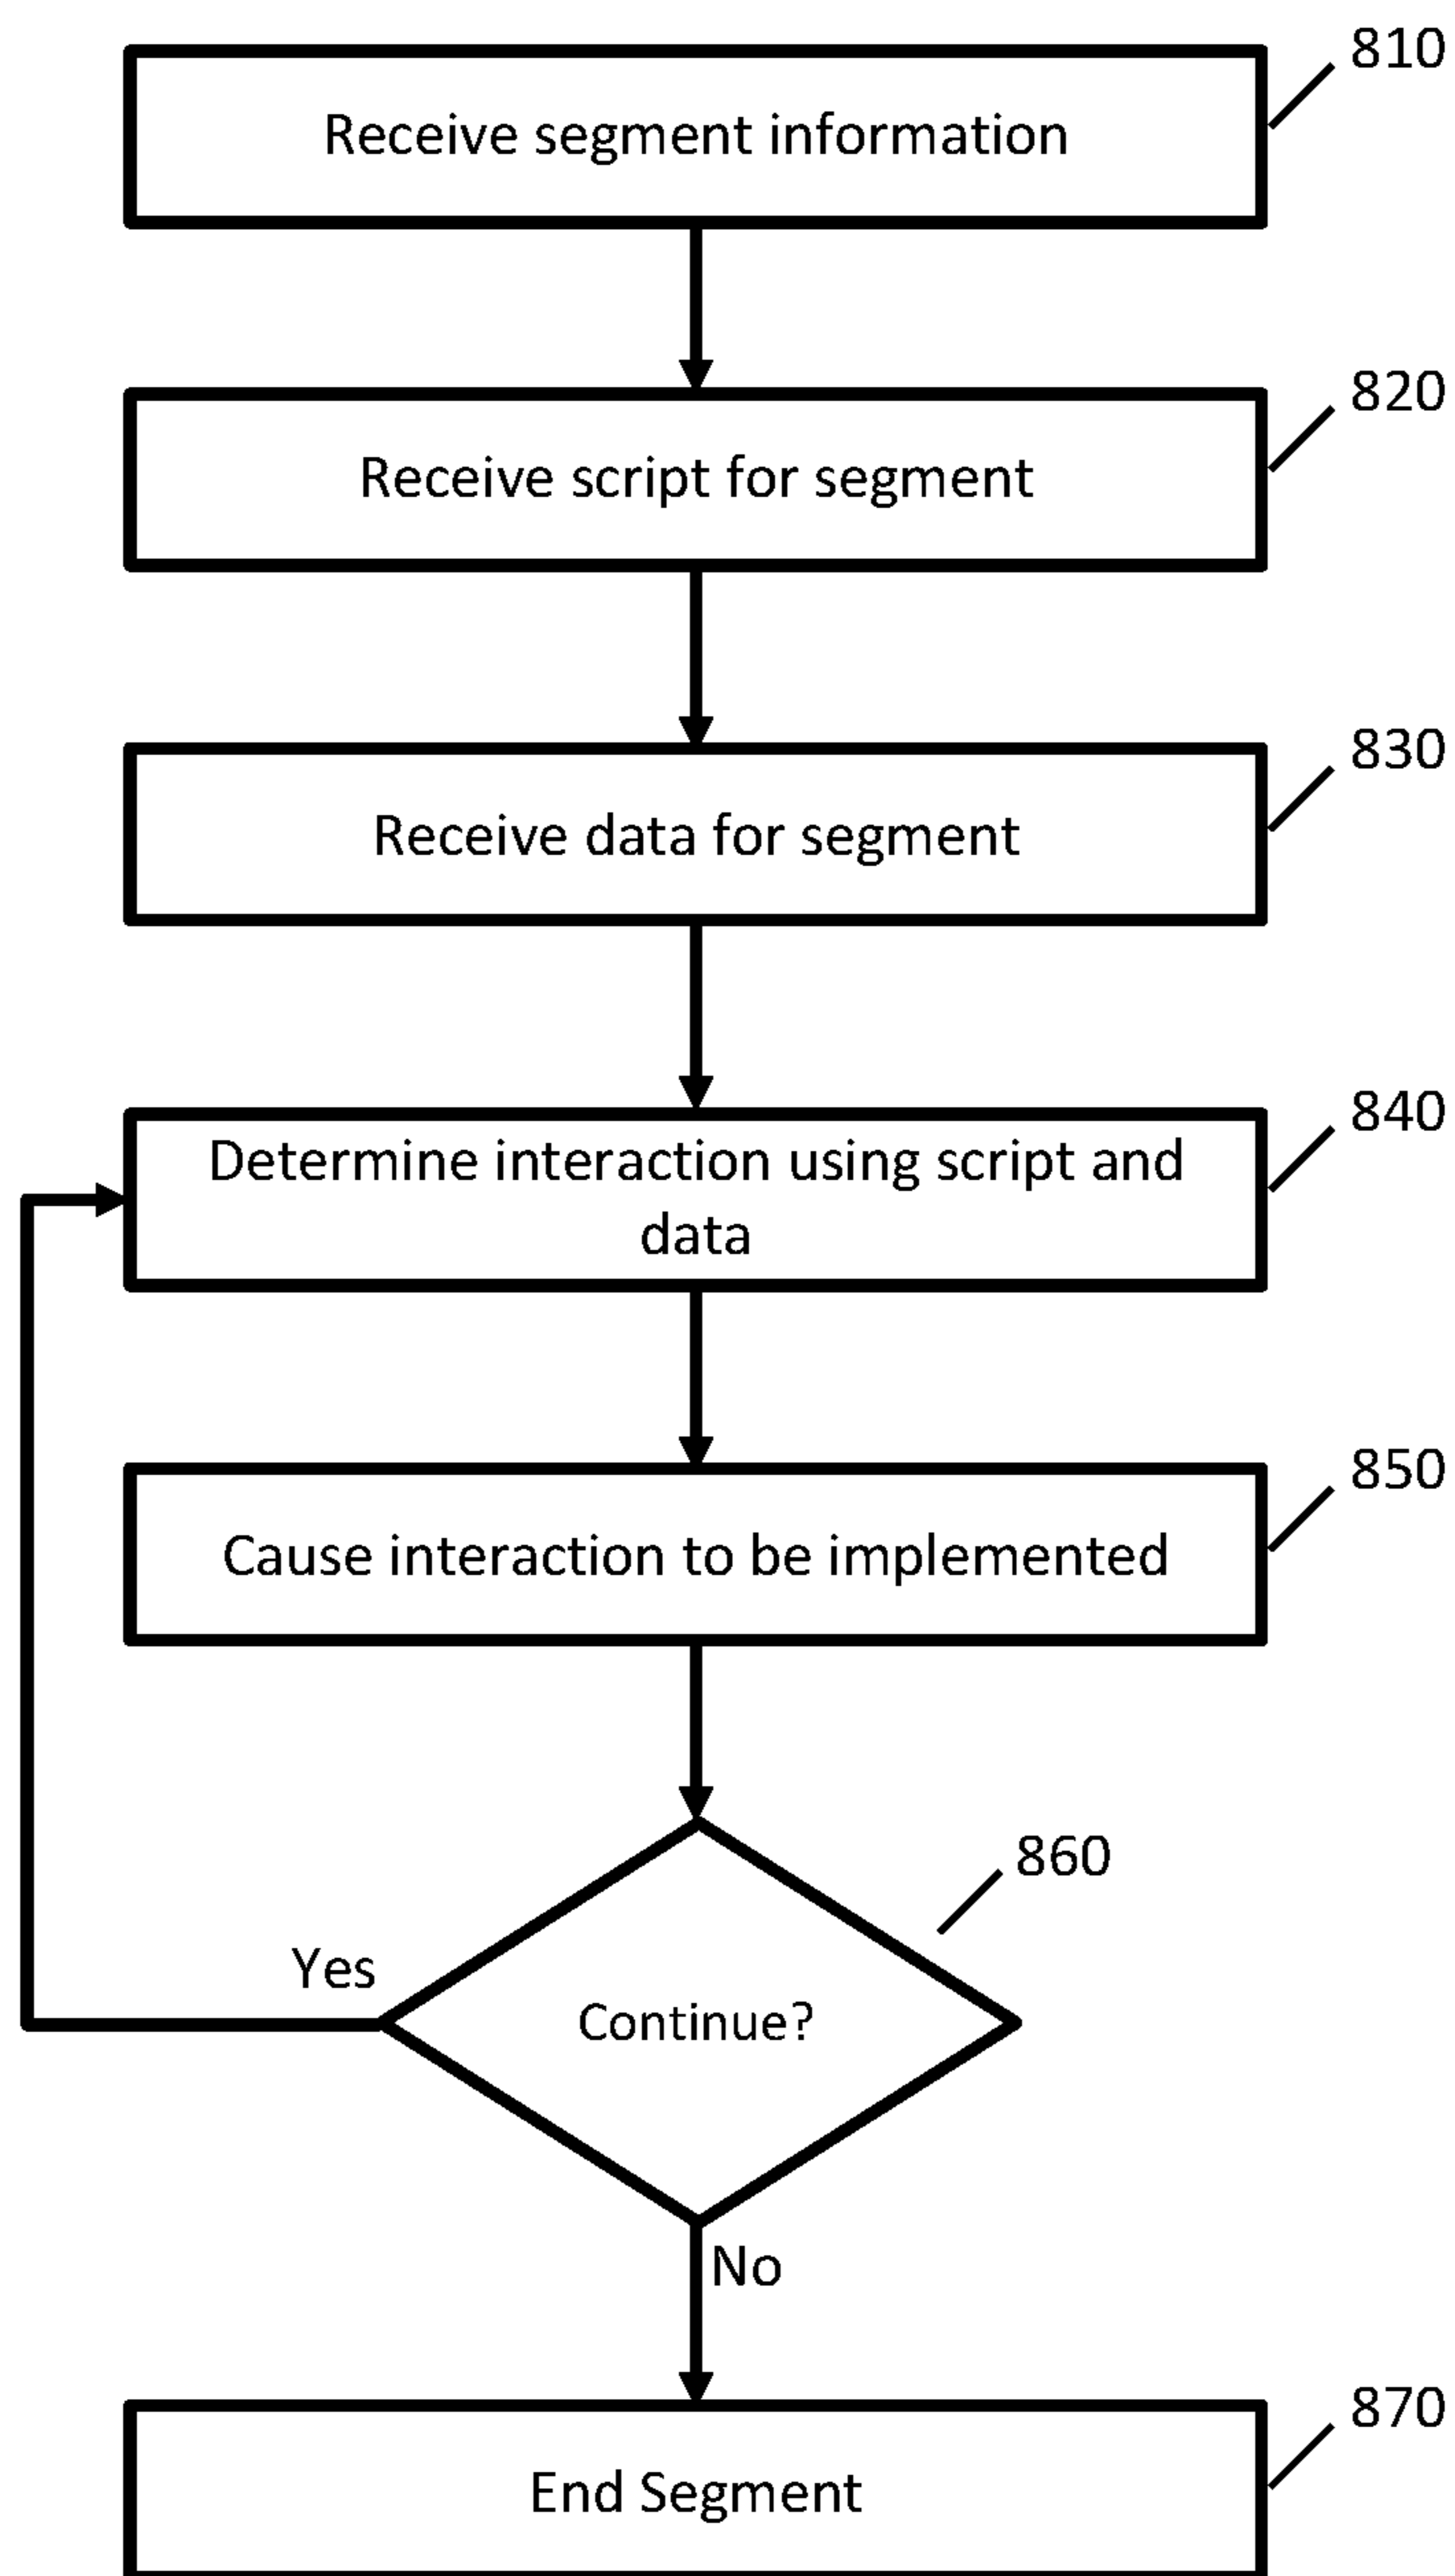 810
Receive segment information
820
Receive script for segment
830
Receive data for segment
840
Determine interaction using script and
data
850
Cause interaction to be implemented
860
Yes
Continue?
No
870
End Segment